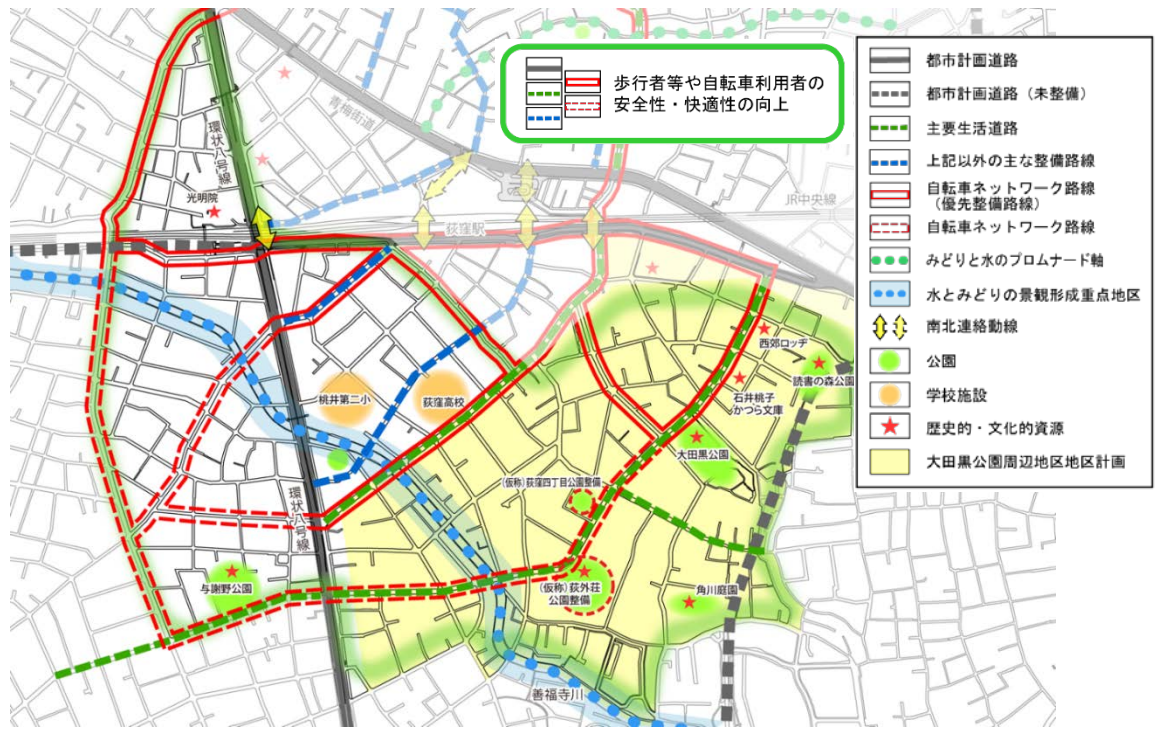 歩行者等や自転車利用者の
安全性・快適性の向上
都市計画道路
都市計画道路（未整備）
主要生活道路
上記以外の主な整備路線
自転車ネットワーク路線
（優先整備路線）
自転車ネットワーク路線
みどりと水のプロムナード軸
水とみどりの景観形成重点地区
南北連絡動線
公園
学校施設
歴史的・文化的資源
大田黒公園周辺地区地区計画
青梅街道
環状八号線
光明院
荻窪駅
JR中央線
西郊ロッヂ
読書の森公園
石井桃子
かつら文庫
桃井第二小
荻窪高校
大田黒公園
（仮称）荻窪四丁目公園整備
環状八号線
与謝野公園
（仮称）荻外荘
公園整備
角川庭園
善福寺川